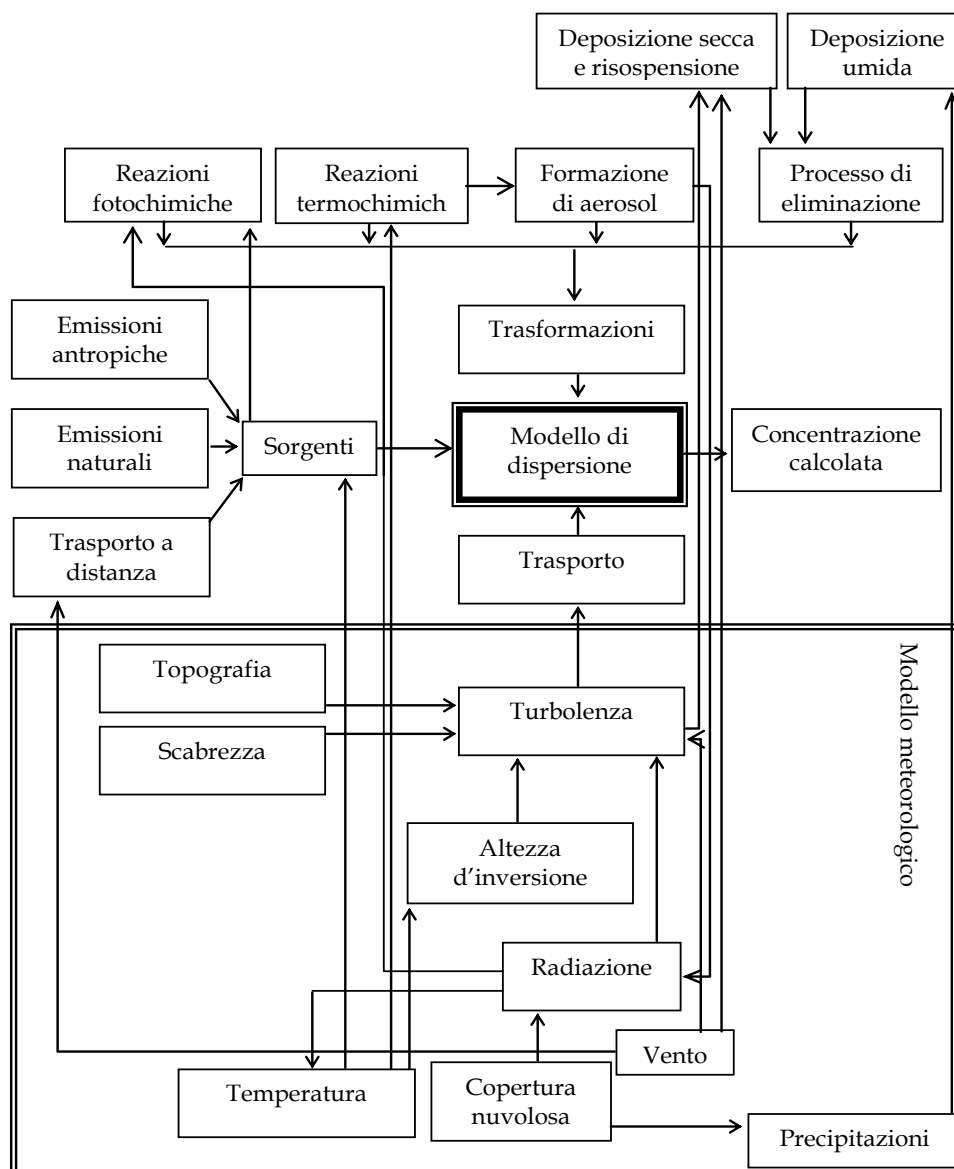 Deposizione secca
e risospensione
Deposizione
umida
Reazioni
fotochimiche
Reazioni
termochimich
Formazione
di aerosol
Processo di
eliminazione
Emissioni
antropiche
Trasformazioni
Emissioni
naturali
Sorgenti
Modello di
dispersione
Concentrazione
calcolata
Trasporto a
distanza
Trasporto
Topografia
Turbolenza
Scabrezza
Modello meteorologico
Altezza
d’inversione
Radiazione
Vento
Temperatura
Copertura
nuvolosa
Precipitazioni